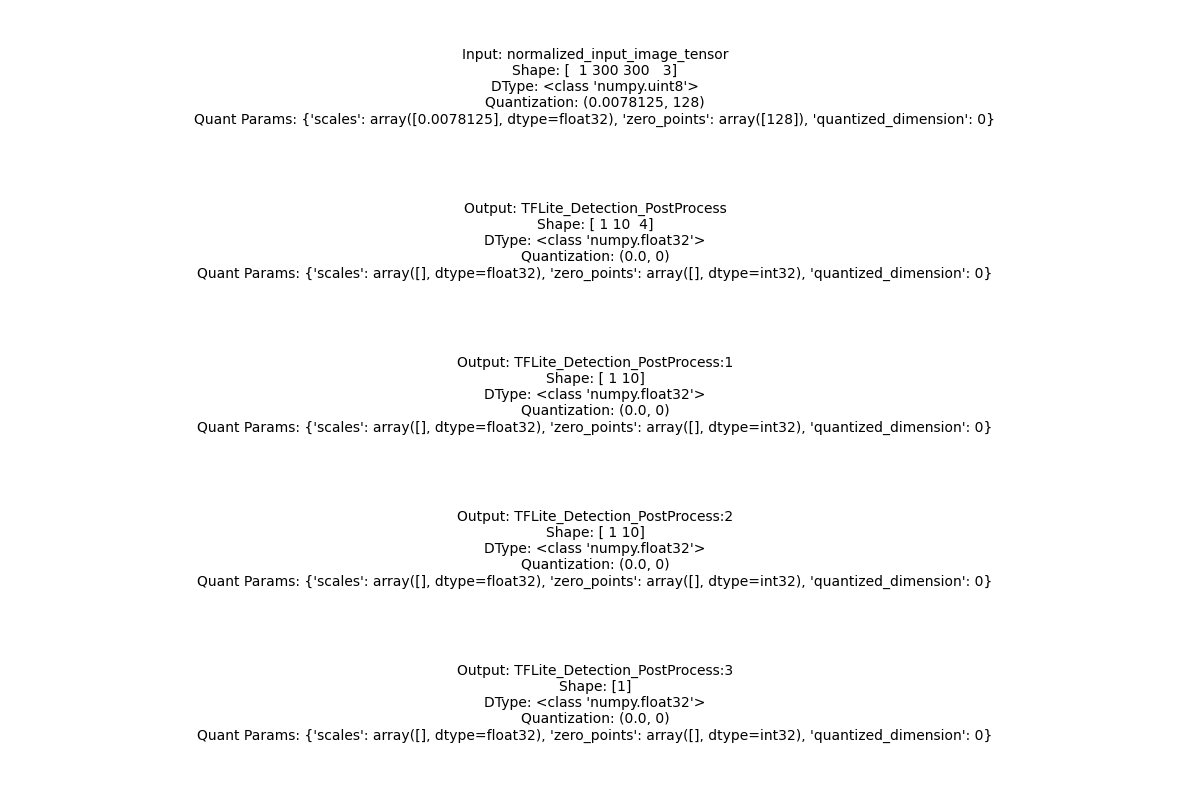 Input: normalized_input_image_tensor
Shape: [  1 300 300   3]
DType: <class 'numpy.uint8'>
Quantization: (0.0078125, 128)
Quant Params: {'scales': array([0.0078125], dtype=float32), 'zero_points': array([128]), 'quantized_dimension': 0}
Output: TFLite_Detection_PostProcess
Shape: [ 1 10  4]
DType: <class 'numpy.float32'>
Quantization: (0.0, 0)
Quant Params: {'scales': array([], dtype=float32), 'zero_points': array([], dtype=int32), 'quantized_dimension': 0}
Output: TFLite_Detection_PostProcess:1
Shape: [ 1 10]
DType: <class 'numpy.float32'>
Quantization: (0.0, 0)
Quant Params: {'scales': array([], dtype=float32), 'zero_points': array([], dtype=int32), 'quantized_dimension': 0}
Output: TFLite_Detection_PostProcess:2
Shape: [ 1 10]
DType: <class 'numpy.float32'>
Quantization: (0.0, 0)
Quant Params: {'scales': array([], dtype=float32), 'zero_points': array([], dtype=int32), 'quantized_dimension': 0}
Output: TFLite_Detection_PostProcess:3
Shape: [1]
DType: <class 'numpy.float32'>
Quantization: (0.0, 0)
Quant Params: {'scales': array([], dtype=float32), 'zero_points': array([], dtype=int32), 'quantized_dimension': 0}